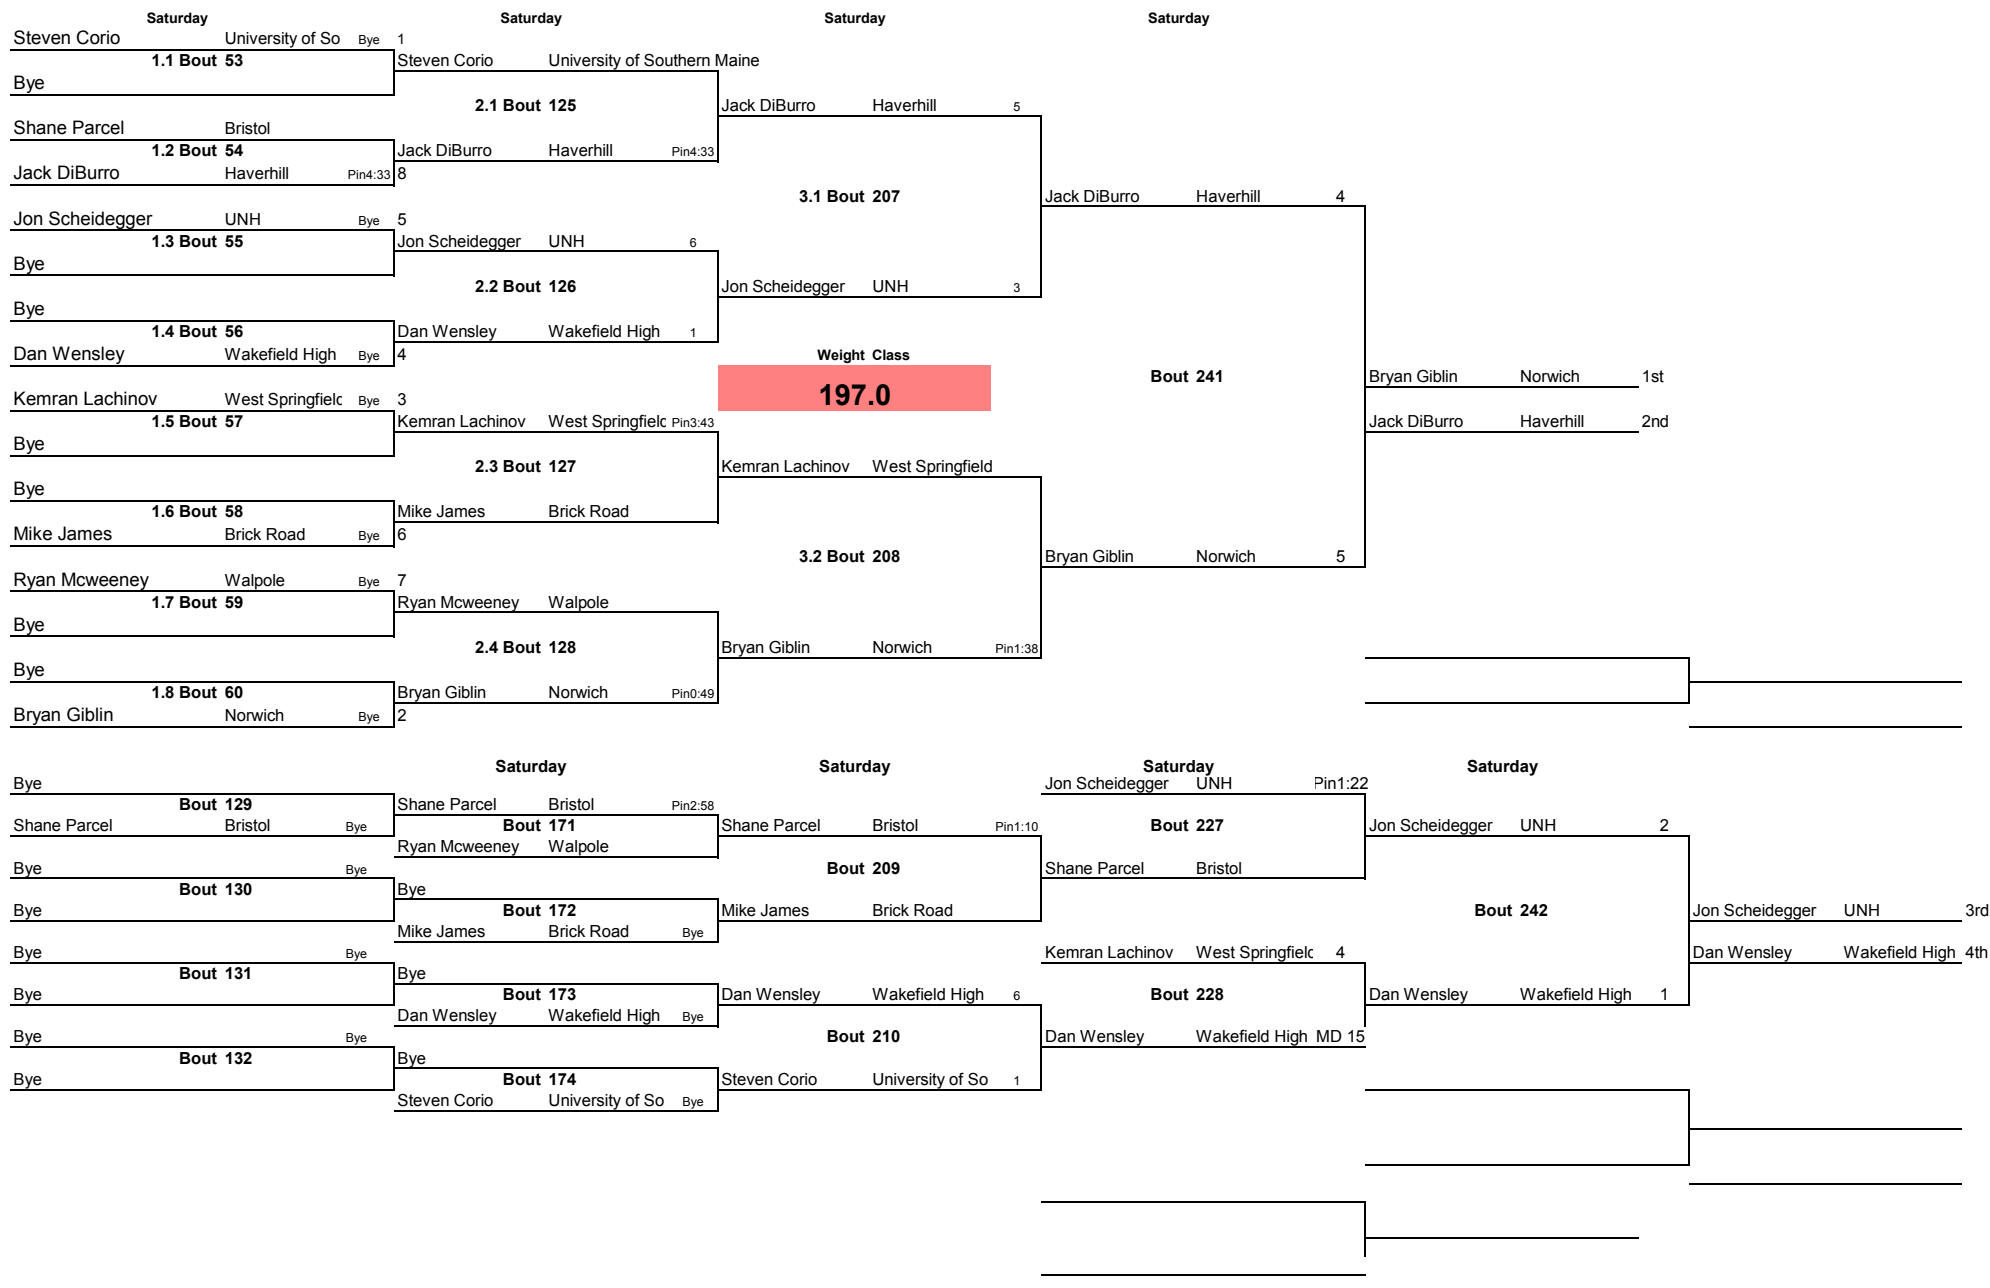 Saturday Saturday Saturday Saturday
Steven Corio University of So Bye 1
1.1 Bout 53 Steven Corio University of Southern Maine
Bye
2.1 Bout 125 Jack DiBurro Haverhill 5
Shane Parcel Bristol
1.2 Bout 54 Jack DiBurro Haverhill Pin4:33
Jack DiBurro Haverhill Pin4:33 8
3.1 Bout 207 Jack DiBurro Haverhill 4
Jon Scheidegger UNH Bye 5
1.3 Bout 55 Jon Scheidegger UNH 6
Bye
2.2 Bout 126 Jon Scheidegger UNH 3
Bye
1.4 Bout 56 Dan Wensley Wakefield High 1
Dan Wensley Wakefield High Bye 4 Weight Class
Bout 241 Bryan Giblin Norwich 1st
Kemran Lachinov West Springfielc Bye 3 197.0
1.5 Bout 57 Kemran Lachinov West Springfielc Pin3:43 Jack DiBurro Haverhill 2nd
Bye
2.3 Bout 127 Kemran Lachinov West Springfield
Bye
1.6 Bout 58 Mike James Brick Road
Mike James Brick Road Bye 6
3.2 Bout 208 Bryan Giblin Norwich 5
Ryan Mcweeney Walpole Bye 7
1.7 Bout 59 Ryan Mcweeney Walpole
Bye
2.4 Bout 128 Bryan Giblin Norwich Pin1:38
Bye
1.8 Bout 60 Bryan Giblin Norwich Pin0:49
Bryan Giblin Norwich Bye 2
Saturday Saturday Saturday Saturday
Bye Jon Scheidegger UNH Pin1:22
Bout 129 Shane Parcel Bristol Pin2:58
Shane Parcel Bristol Bye Bout 171 Shane Parcel Bristol Pin1:10 Bout 227 Jon Scheidegger UNH 2
Ryan Mcweeney Walpole
Bye Bye Bout 209 Shane Parcel Bristol
Bout 130 Bye
Bye Bout 172 Mike James Brick Road Bout 242 Jon Scheidegger UNH 3rd
Mike James Brick Road Bye
Bye Bye Kemran Lachinov West Springfielc 4 Dan Wensley Wakefield High 4th
Bout 131 Bye
Bye Bout 173 Dan Wensley Wakefield High 6 Bout 228 Dan Wensley Wakefield High 1
Dan Wensley Wakefield High Bye
Bye Bye Bout 210 Dan Wensley Wakefield High MD 15
Bout 132 Bye
Bye Bout 174 Steven Corio University of So 1
Steven Corio University of So Bye